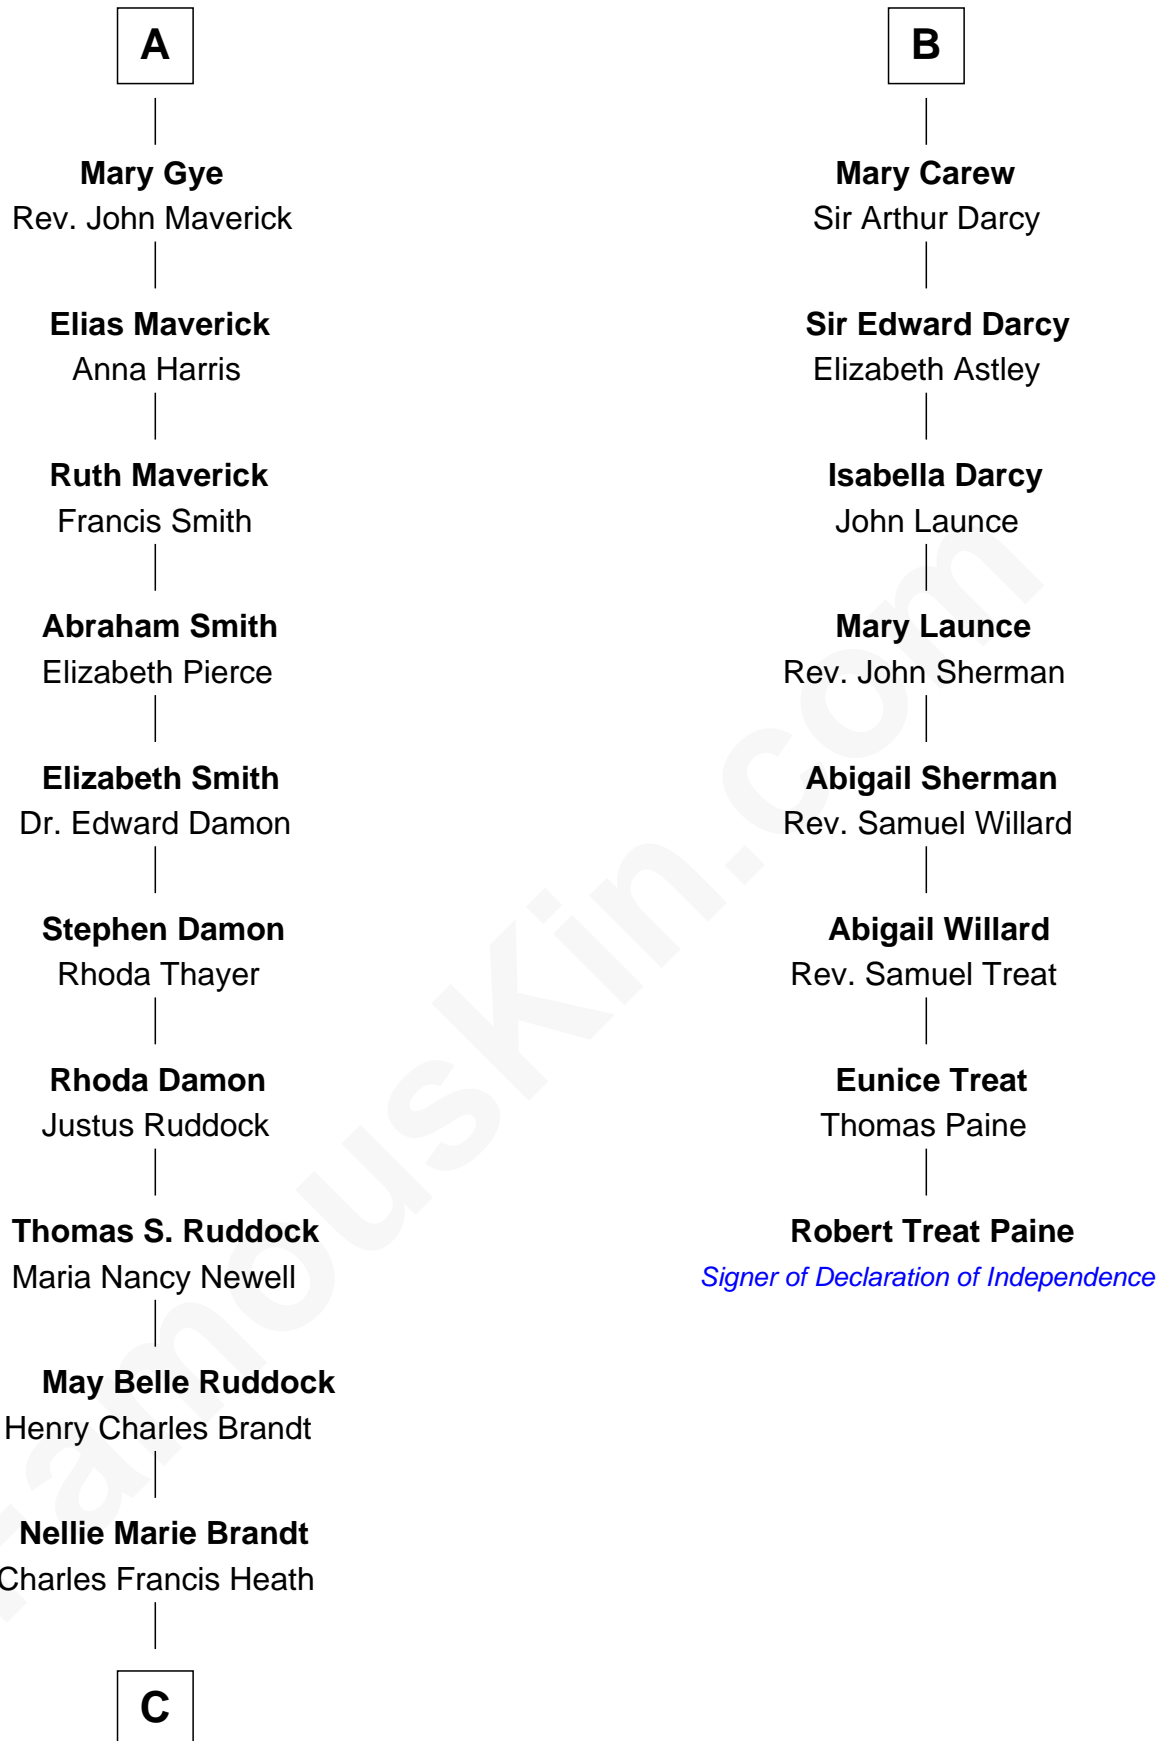 A
Mary Gye
Rev. John Maverick
Elias Maverick
Anna Harris
Ruth Maverick
Francis Smith
Abraham Smith
Elizabeth Pierce
Elizabeth Smith
Dr. Edward Damon
Stephen Damon
Rhoda Thayer
Rhoda Damon
Justus Ruddock
Thomas S. Ruddock
Maria Nancy Newell
May Belle Ruddock
Henry Charles Brandt
Nellie Marie Brandt
Charles Francis Heath
C
B
Mary Carew
Sir Arthur Darcy
Sir Edward Darcy
Elizabeth Astley
Isabella Darcy
John Launce
Mary Launce
Rev. John Sherman
Abigail Sherman
Rev. Samuel Willard
Abigail Willard
Rev. Samuel Treat
Eunice Treat
Thomas Paine
Robert Treat Paine
Signer of Declaration of Independence
FamousKin.com